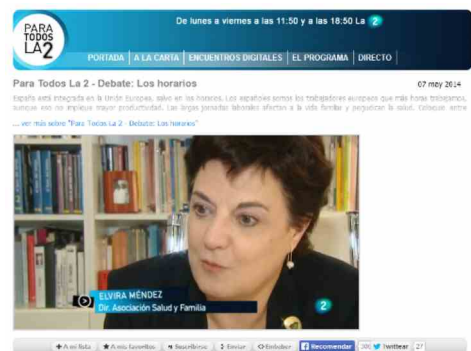 PARA
TODOS
LA2
De lunes a viernes a las 11:50 y a las 18:50 La 2
PORTADA | A LA CARTA | ENCUENTROS DIGITALES | EL PROGRAMA | DIRECTO
Para Todos La 2 - Debate: Los horarios
07 may 2014
España está integrada en la Unión Europea, salvo en los horarios. Los españoles somos los trabajadores europeos que más horas trabajamos,
aunque eso no implique mayor productividad. Las largas jornadas laborales afectan a la vida familiar y perjudican la salud. Coloquio entre
... ver más sobre "Para Todos La 2 - Debate: Los horarios"
ELVIRA MÉNDEZ
Dir. Asociación Salud y Familia
2
A mi lista
A mis favoritos
Suscribirse
Enviar
Embeber
Recomendar
Twittear
27